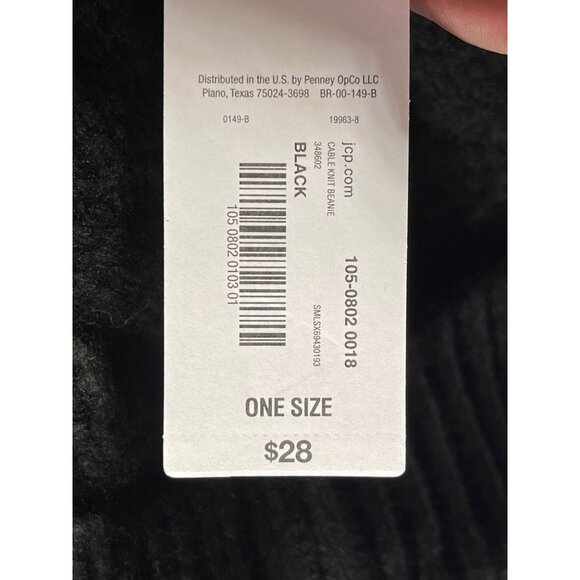 Distributed in the U.S. by Penney OpCo LLC
Plano, Texas 75024-3698 BR-00-149-B
0149-B 19963-8
jcp.com
CABLE KNIT BEANIE
348602
BLACK
105 0802 0103 01
105-0802 0018
SMLSX69430193
ONE SIZE
$28